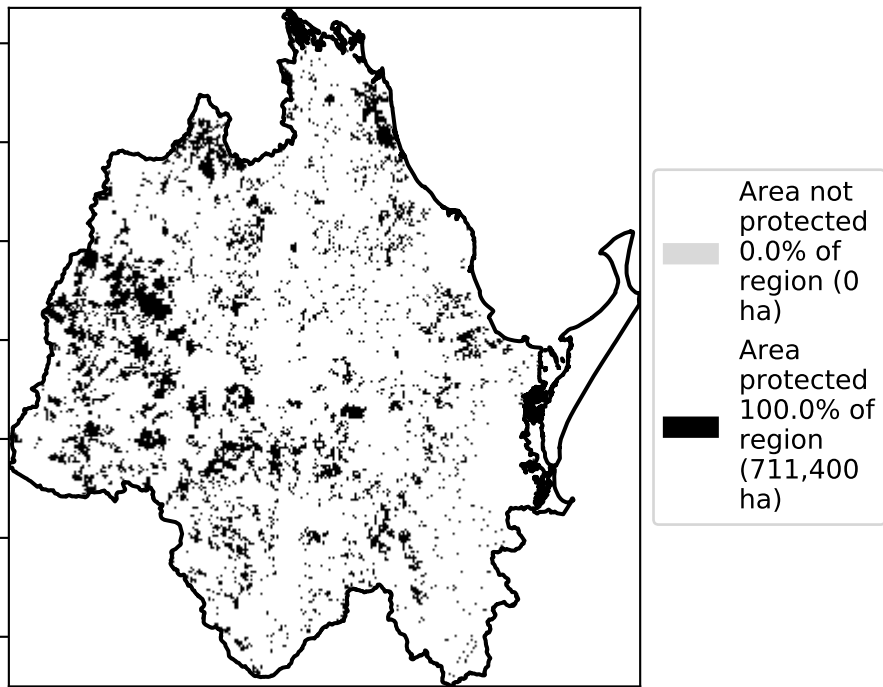 Area not
protected
0.0% of
region (0
ha)
Area
protected
100.0% of
region
(711,400
ha)